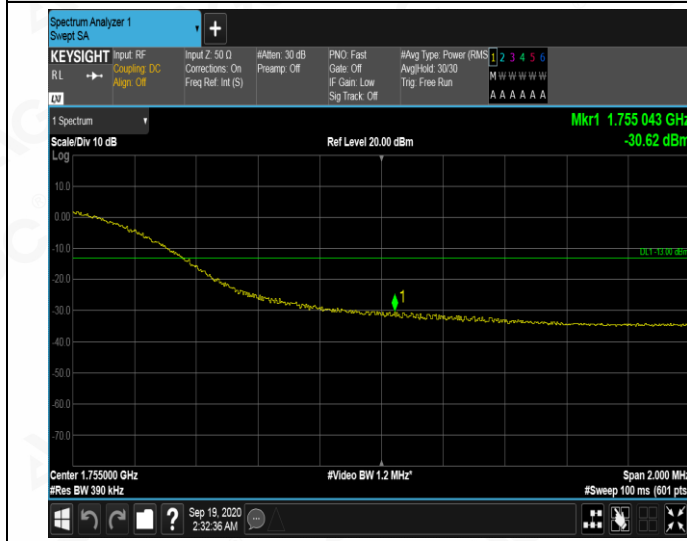 Spectrum Analyzer 1
Swept SA
+
KEYSIGHT Input: RF Input Z: 50 Ω #Atten: 30 dB PNO: Fast #Avg Type: Power (RMS 1 2 3 4 5 6
RL Coupling: DC Corrections: On Preamp: Off Gate: Off Avg|Hold: 30/30 M W W W W W
Align: Off Freq Ref: Int (S) IF Gain: Low Trig: Free Run
LXI Sig Track: Off A A A A A A
1 Spectrum Mkr1 1.755 043 GHz
Scale/Div 10 dB Ref Level 20.00 dBm -30.62 dBm
Log
10.0
0.00
-10.0
DL1 -13.00 dBm
-20.0
1
-30.0
-40.0
-50.0
-60.0
-70.0
Center 1.755000 GHz #Video BW 1.2 MHz* Span 2.000 MHz
#Res BW 390 kHz #Sweep 100 ms (601 pts
? Sep 19, 2020
2:32:36 AM